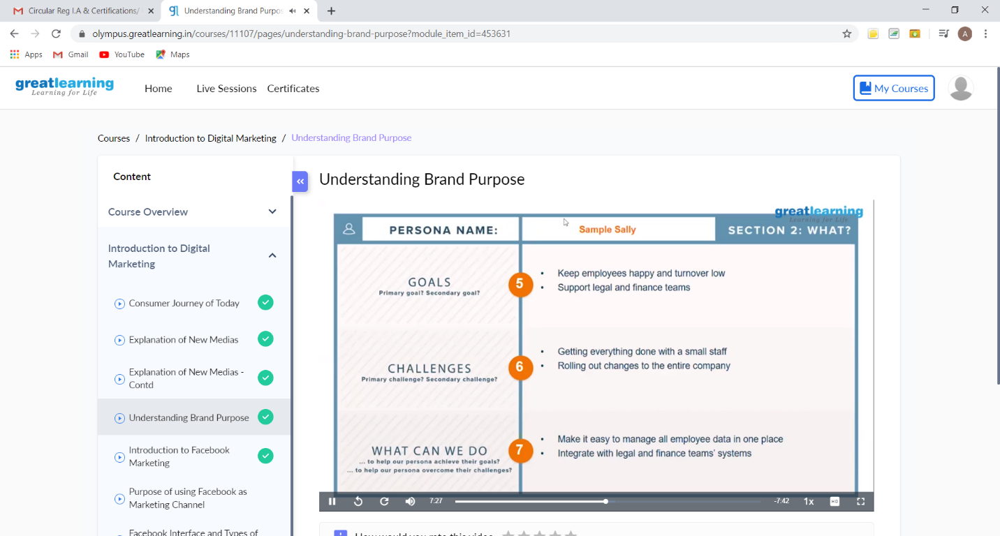 Circular Reg I.A & Certifications/
Understanding Brand Purpos
olympus.greatlearning.in/courses/11107/pages/understanding-brand-purpose?module_item_id=453631
A
Apps
Gmail
YouTube
Maps
greatlearning
Learning for Life
Home
Live Sessions
Certificates
My Courses
Courses / Introduction to Digital Marketing / Understanding Brand Purpose
Content
Course Overview
Introduction to Digital
Marketing
Consumer Journey of Today
Explanation of New Medias
Explanation of New Medias -
Contd
Understanding Brand Purpose
Introduction to Facebook
Marketing
Purpose of using Facebook as
Marketing Channel
Facebook Interface and Types of
Understanding Brand Purpose
greatlearning
Learning for Life
PERSONA NAME:
Sample Sally
SECTION 2: WHAT?
GOALS
Primary goal? Secondary goal?
5
• Keep employees happy and turnover low
• Support legal and finance teams
CHALLENGES
Primary challenge? Secondary challenge?
6
• Getting everything done with a small staff
• Rolling out changes to the entire company
WHAT CAN WE DO
... to help our persona achieve their goals?
... to help our persona overcome their challenges?
7
• Make it easy to manage all employee data in one place
• Integrate with legal and finance teams' systems
7:27
-7:42
1x
HD
How would you rate this video